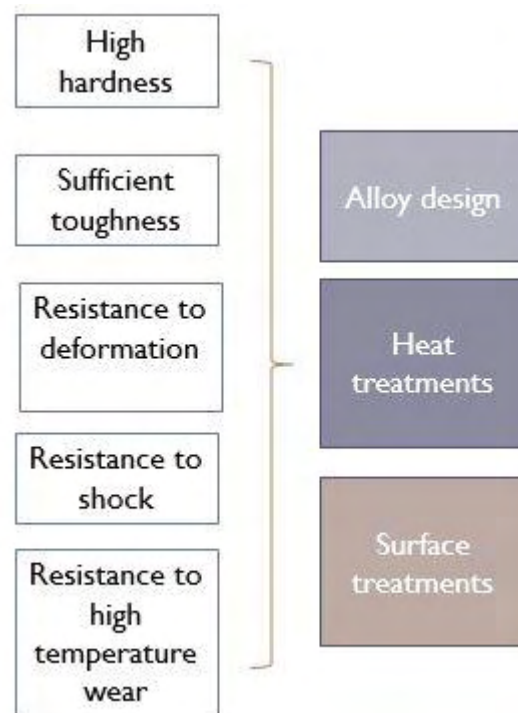 High
hardness
Sufficient
toughness
Resistance to
deformation
Resistance to
shock
Resistance to
high
temperature
wear
Alloy design
Heat
treatments
Surface
treatments